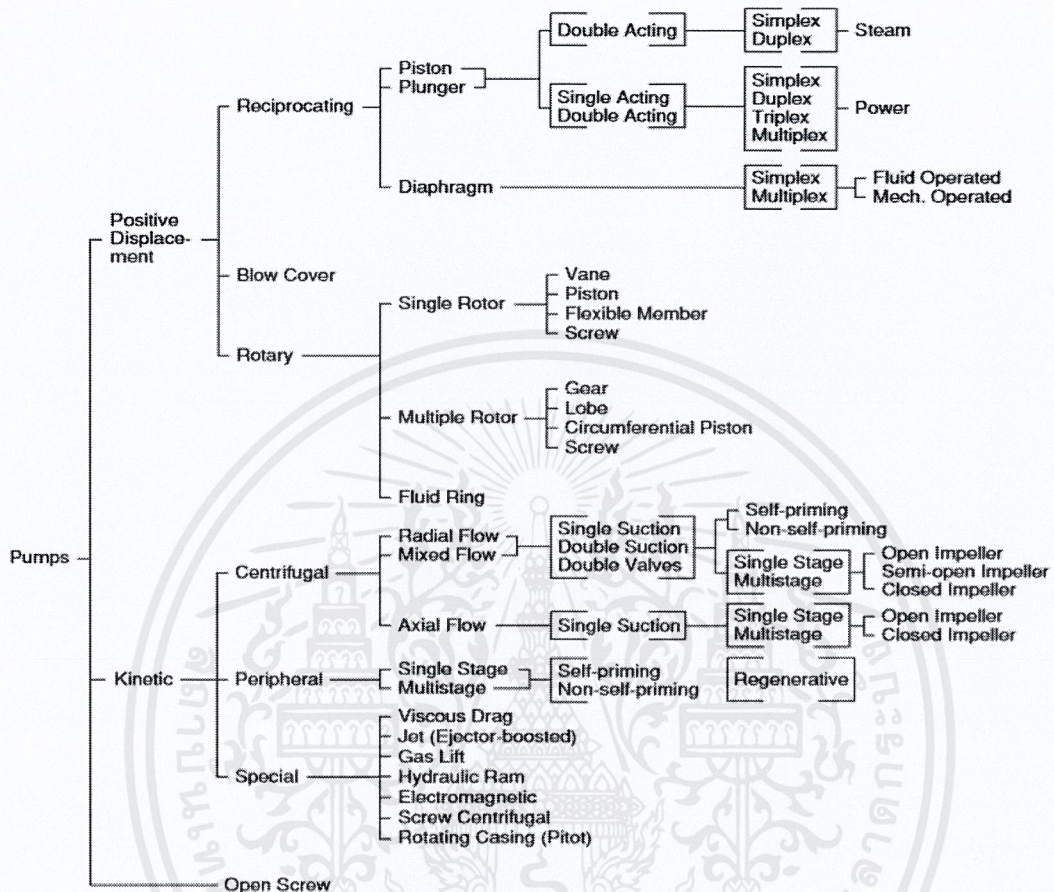 Double Acting
Simplex
Duplex
Steam
Piston
Plunger
Reciprocating
Single Acting
Double Acting
Simplex
Duplex
Triplex
Multiplex
Power
Diaphragm
Simplex
Multiplex
Fluid Operated
Mech. Operated
Positive
Displace-
ment
Blow Cover
Rotary
Single Rotor
Vane
Piston
Flexible Member
Screw
Multiple Rotor
Gear
Lobe
Circumferential Piston
Screw
Fluid Ring
Pumps
Kinetic
Centrifugal
Radial Flow
Mixed Flow
Single Suction
Double Suction
Double Valves
Self-priming
Non-self-priming
Single Stage
Multistage
Open Impeller
Semi-open Impeller
Closed Impeller
Axial Flow
Single Suction
Single Stage
Multistage
Open Impeller
Closed Impeller
Peripheral
Single Stage
Multistage
Self-priming
Non-self-priming
Regenerative
Special
Viscous Drag
Jet (Ejector-boosted)
Gas Lift
Hydraulic Ram
Electromagnetic
Screw Centrifugal
Rotating Casing (Pitot)
Open Screw